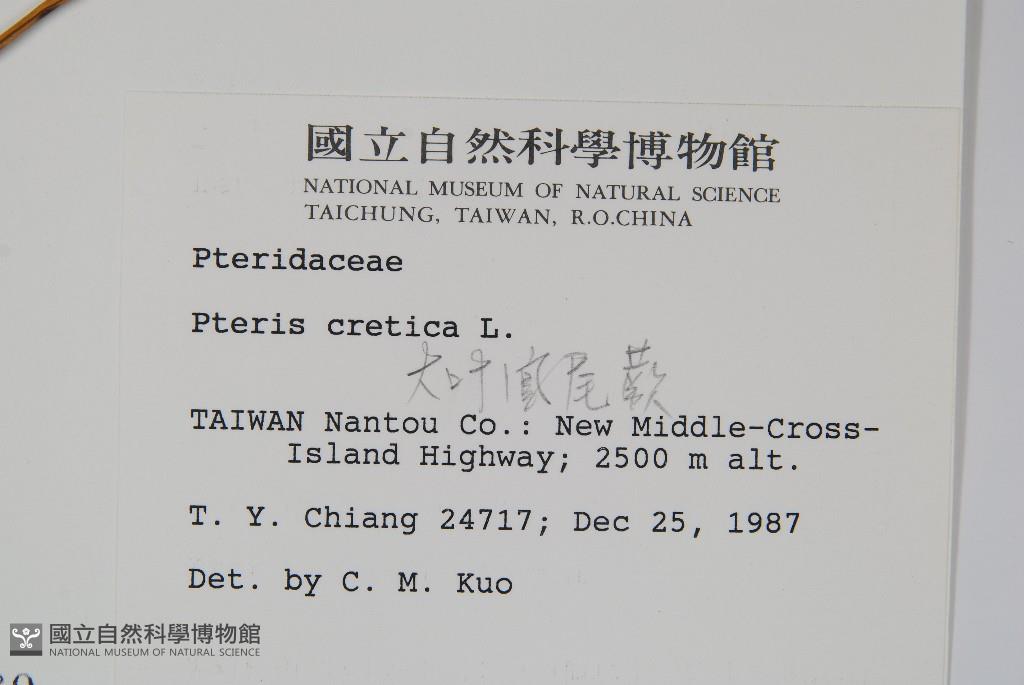 國立自然科學博物館
NATIONAL MUSEUM OF NATURAL SCIENCE
TAICHUNG, TAIWAN, R.O.CHINA
Pteridaceae
Pteris cretica L.
大叶鳳尾蕨
TAIWAN Nantou Co.: New Middle-Cross-
Island Highway; 2500 m alt.
T. Y. Chiang 24717; Dec 25, 1987
Det. by C. M. Kuo
國立自然科學博物館
NATIONAL MUSEUM OF NATURAL SCIENCE